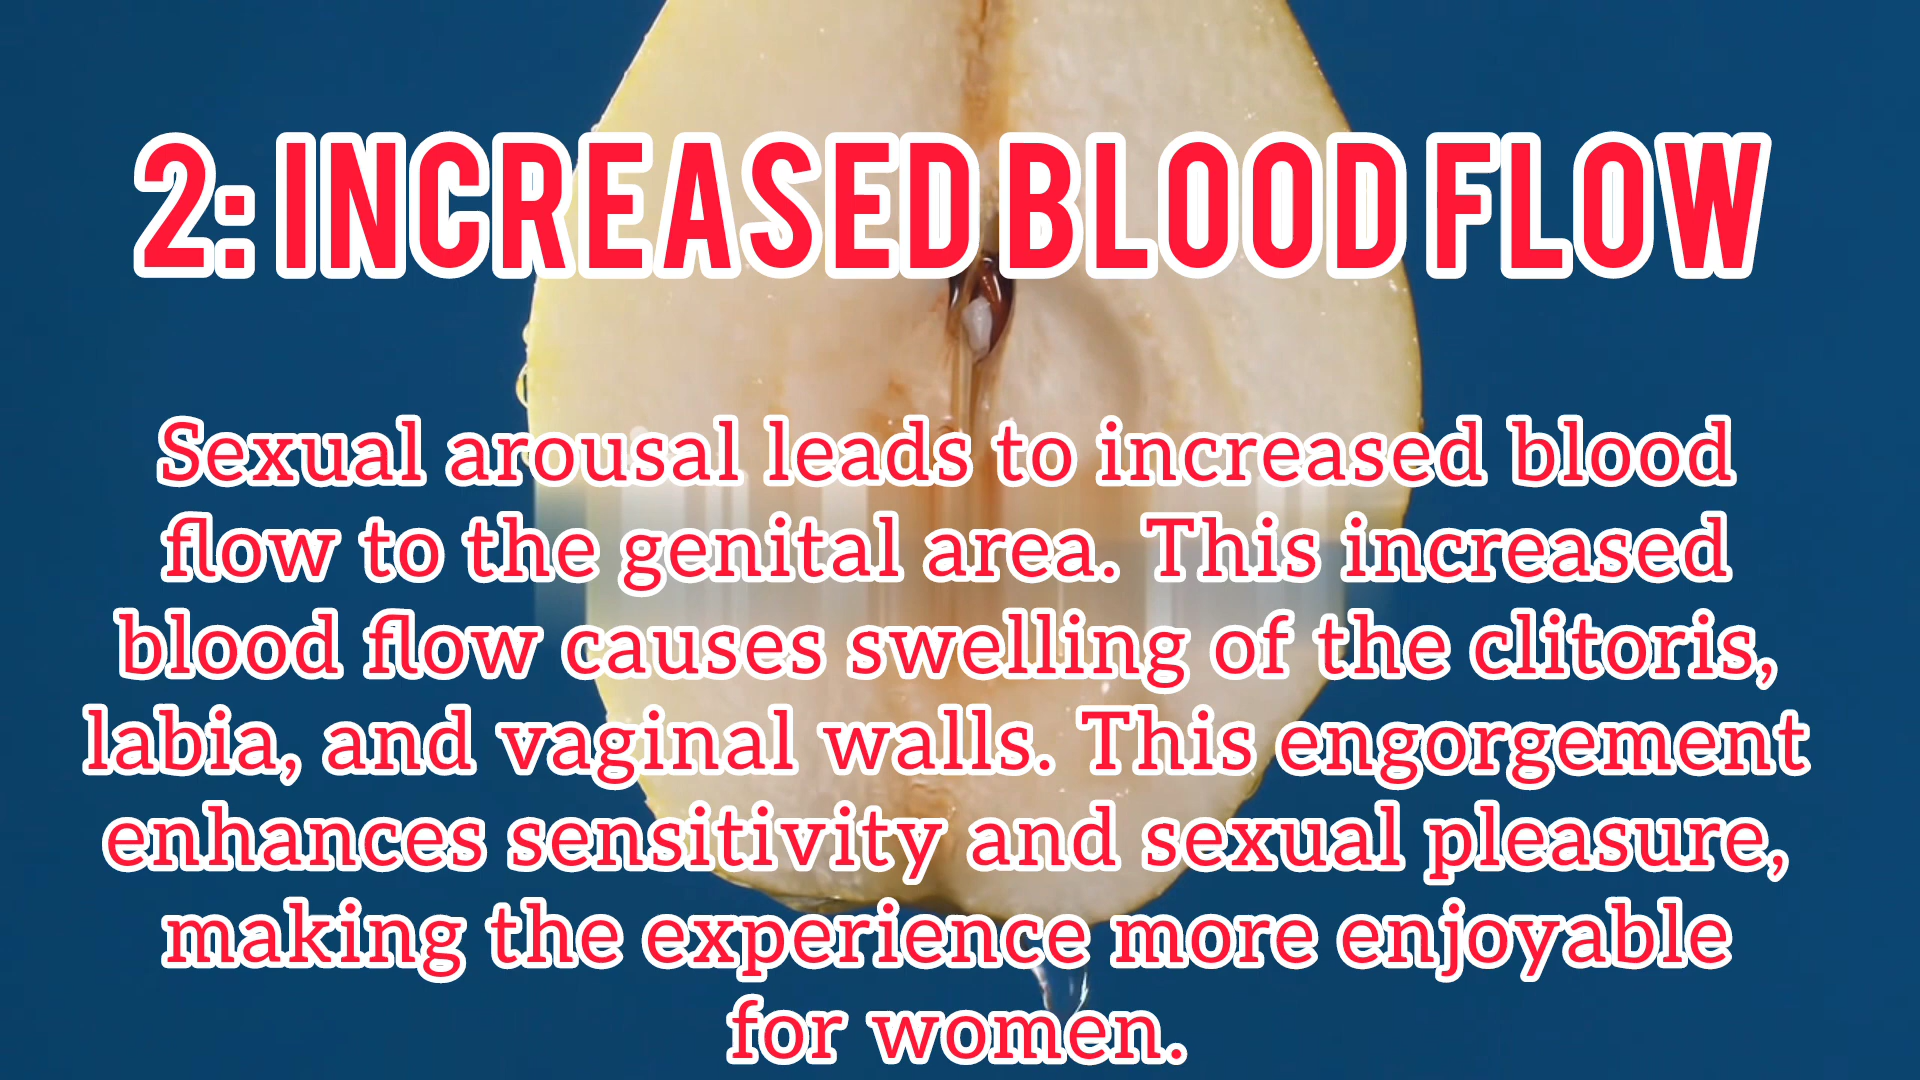 2: INCREASED BLOOD FLOW
Sexual arousal leads to increased blood
flow to the genital area. This increased
blood flow causes swelling of the clitoris,
labia, and vaginal walls. This engorgement
enhances sensitivity and sexual pleasure,
making the experience more enjoyable
for women.